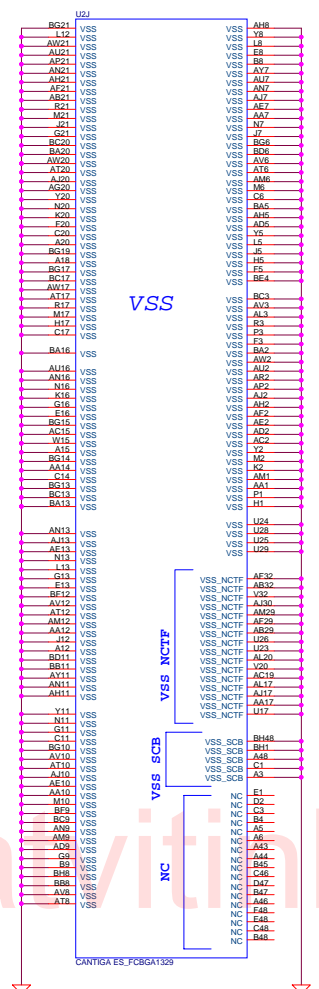 U2J
BG21 VSS
L12 VSS
AW21 VSS
AU21 VSS
AP21 VSS
AN21 VSS
AH21 VSS
AF21 VSS
AB21 VSS
R21 VSS
M21 VSS
J21 VSS
G21 VSS
BC20 VSS
BA20 VSS
AW20 VSS
AT20 VSS
AJ20 VSS
AG20 VSS
Y20 VSS
N20 VSS
K20 VSS
F20 VSS
C20 VSS
A20 VSS
BG19 VSS
A18 VSS
BG17 VSS
BC17 VSS
AW17 VSS
AT17 VSS
R17 VSS
M17 VSS
H17 VSS
C17 VSS
BA16 VSS
AU16 VSS
AN16 VSS
N16 VSS
K16 VSS
G16 VSS
E16 VSS
BG15 VSS
AC15 VSS
W15 VSS
A15 VSS
BG14 VSS
AA14 VSS
C14 VSS
BG13 VSS
BC13 VSS
BA13 VSS
AN13 VSS
AJ13 VSS
AE13 VSS
N13 VSS
L13 VSS
G13 VSS
E13 VSS
BF12 VSS
AV12 VSS
AT12 VSS
AM12 VSS
AA12 VSS
J12 VSS
A12 VSS
BD11 VSS
BB11 VSS
AY11 VSS
AN11 VSS
AH11 VSS
Y11 VSS
N11 VSS
G11 VSS
C11 VSS
BG10 VSS
AV10 VSS
AT10 VSS
AJ10 VSS
AE10 VSS
AA10 VSS
M10 VSS
BF9 VSS
BC9 VSS
AN9 VSS
AM9 VSS
AD9 VSS
G9 VSS
B9 VSS
BH8 VSS
BB8 VSS
AV8 VSS
AT8 VSS
VSS
VSS AH8
VSS Y8
VSS L8
VSS E8
VSS B8
VSS AY7
VSS AU7
VSS AN7
VSS AJ7
VSS AE7
VSS AA7
VSS N7
VSS J7
VSS BG6
VSS BD6
VSS AV6
VSS AT6
VSS AM6
VSS M6
VSS C6
VSS BA5
VSS AH5
VSS AD5
VSS Y5
VSS L5
VSS J5
VSS H5
VSS F5
VSS BE4
VSS BC3
VSS AV3
VSS AL3
VSS R3
VSS P3
VSS F3
VSS BA2
VSS AW2
VSS AU2
VSS AR2
VSS AP2
VSS AJ2
VSS AH2
VSS AF2
VSS AE2
VSS AD2
VSS AC2
VSS Y2
VSS M2
VSS K2
VSS AM1
VSS AA1
VSS P1
VSS H1
VSS U24
VSS U28
VSS U25
VSS U29
VSS NCTF
VSS_NCTF AF32
VSS_NCTF AB32
VSS_NCTF V32
VSS_NCTF AJ30
VSS_NCTF AM29
VSS_NCTF AF29
VSS_NCTF AB29
VSS_NCTF U26
VSS_NCTF U23
VSS_NCTF AL20
VSS_NCTF V20
VSS_NCTF AC19
VSS_NCTF AL17
VSS_NCTF AJ17
VSS_NCTF AA17
VSS_NCTF U17
VSS SCB
VSS_SCB BH48
VSS_SCB BH1
VSS_SCB A48
VSS_SCB C1
VSS_SCB A3
NC
NC E1
NC D2
NC C3
NC B4
NC A5
NC A6
NC A43
NC A44
NC B45
NC C46
NC D47
NC B47
NC A46
NC F48
NC E48
NC C48
NC B48
CANTIGA ES_FCBGA1329